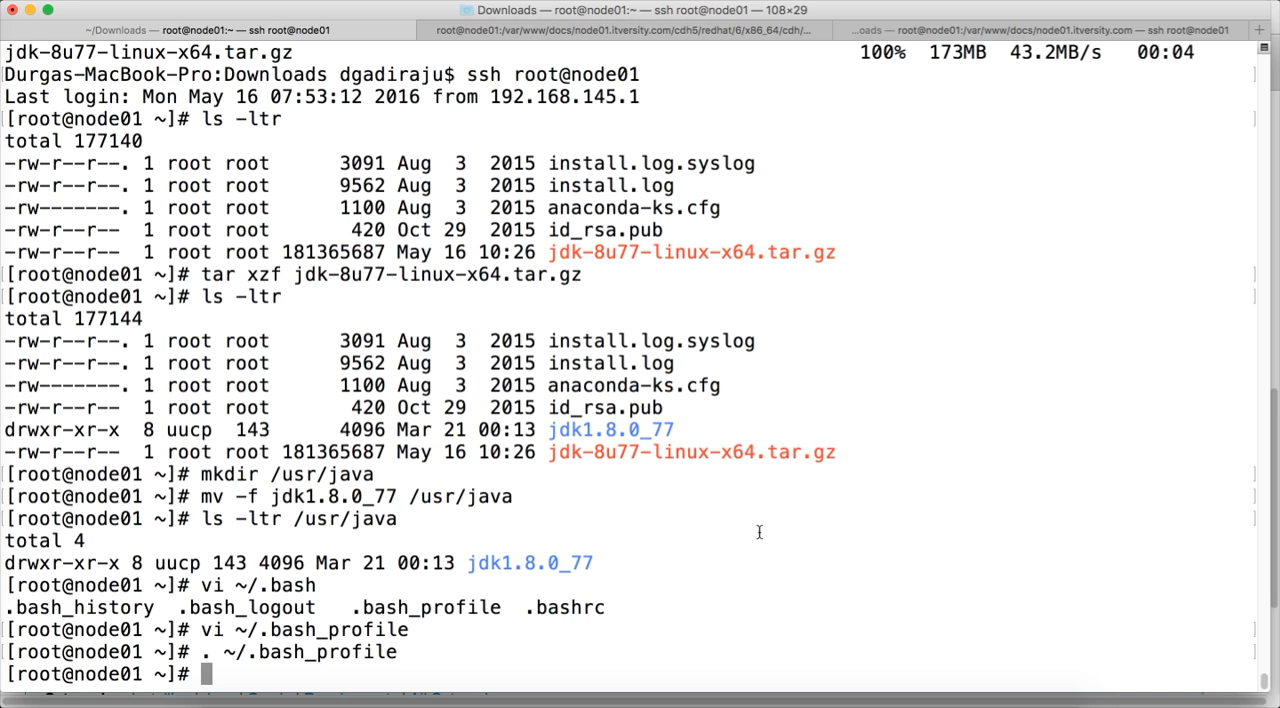 Downloads — root@node01:~ — ssh root@node01 — 108×29
~/Downloads — root@node01:~ — ssh root@node01
root@node01:/var/www/docs/node01.itversity.com/cdh5/redhat/6/x86_64/cdh/...
...loads — root@node01:/var/www/docs/node01.itversity.com — ssh root@node01
jdk-8u77-linux-x64.tar.gz 100% 173MB 43.2MB/s 00:04
Durgas-MacBook-Pro:Downloads dgadiraju$ ssh root@node01
Last login: Mon May 16 07:53:12 2016 from 192.168.145.1
[root@node01 ~]# ls -ltr
total 177140
-rw-r--r--. 1 root root 3091 Aug 3 2015 install.log.syslog
-rw-r--r--. 1 root root 9562 Aug 3 2015 install.log
-rw-------. 1 root root 1100 Aug 3 2015 anaconda-ks.cfg
-rw-r--r-- 1 root root 420 Oct 29 2015 id_rsa.pub
-rw-r--r-- 1 root root 181365687 May 16 10:26 jdk-8u77-linux-x64.tar.gz
[root@node01 ~]# tar xzf jdk-8u77-linux-x64.tar.gz
[root@node01 ~]# ls -ltr
total 177144
-rw-r--r--. 1 root root 3091 Aug 3 2015 install.log.syslog
-rw-r--r--. 1 root root 9562 Aug 3 2015 install.log
-rw-------. 1 root root 1100 Aug 3 2015 anaconda-ks.cfg
-rw-r--r-- 1 root root 420 Oct 29 2015 id_rsa.pub
drwxr-xr-x 8 uucp 143 4096 Mar 21 00:13 jdk1.8.0_77
-rw-r--r-- 1 root root 181365687 May 16 10:26 jdk-8u77-linux-x64.tar.gz
[root@node01 ~]# mkdir /usr/java
[root@node01 ~]# mv -f jdk1.8.0_77 /usr/java
[root@node01 ~]# ls -ltr /usr/java
total 4
drwxr-xr-x 8 uucp 143 4096 Mar 21 00:13 jdk1.8.0_77
[root@node01 ~]# vi ~/.bash
.bash_history .bash_logout .bash_profile .bashrc
[root@node01 ~]# vi ~/.bash_profile
[root@node01 ~]# . ~/.bash_profile
[root@node01 ~]#